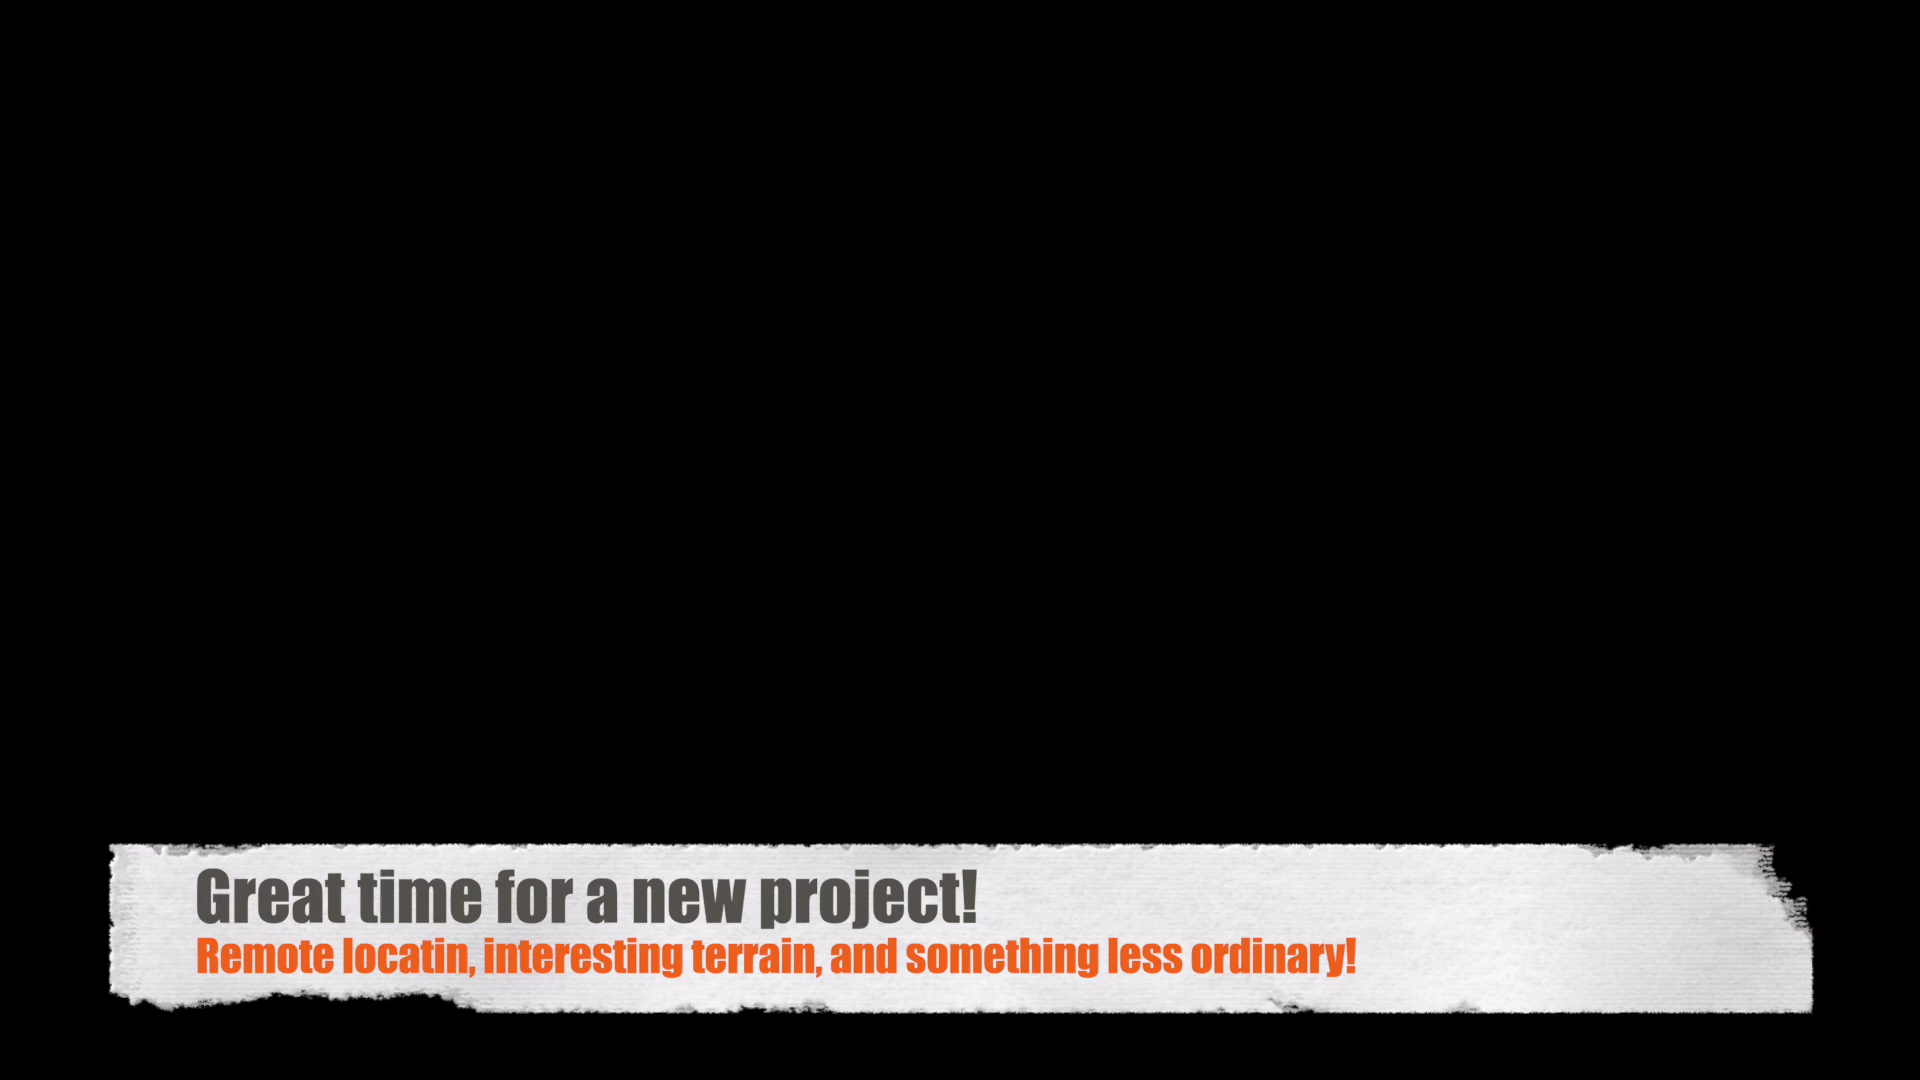 Great time for a new project!
Remote locatin, interesting terrain, and something less ordinary!